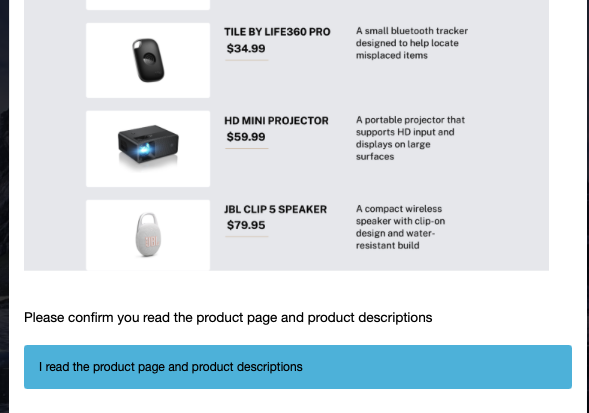 TILE BY LIFE360 PRO
$34.99
A small bluetooth tracker
designed to help locate
misplaced items
HD MINI PROJECTOR
$59.99
A portable projector that
supports HD input and
displays on large
surfaces
JBL CLIP 5 SPEAKER
$79.95
A compact wireless
speaker with clip-on
design and water-
resistant build
JBL
Please confirm you read the product page and product descriptions
I read the product page and product descriptions